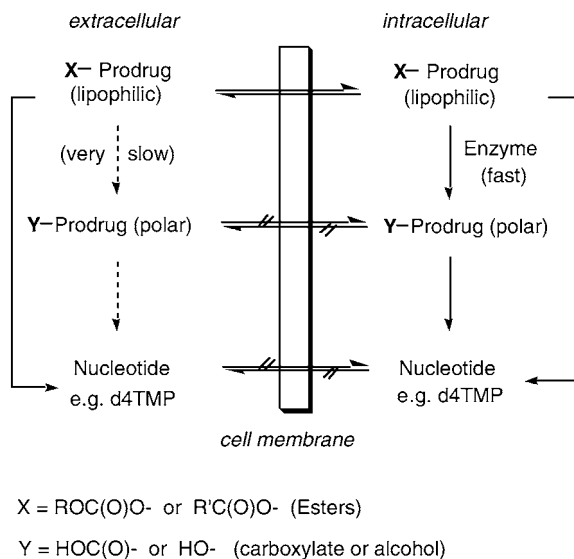 extracellular
intracellular
X– Prodrug
(lipophilic)
X– Prodrug
(lipophilic)
(very slow)
Enzyme
(fast)
Y–Prodrug (polar)
Y–Prodrug (polar)
Nucleotide
e.g. d4TMP
Nucleotide
e.g. d4TMP
cell membrane
X = ROC(O)O- or R'C(O)O- (Esters)
Y = HOC(O)- or HO- (carboxylate or alcohol)